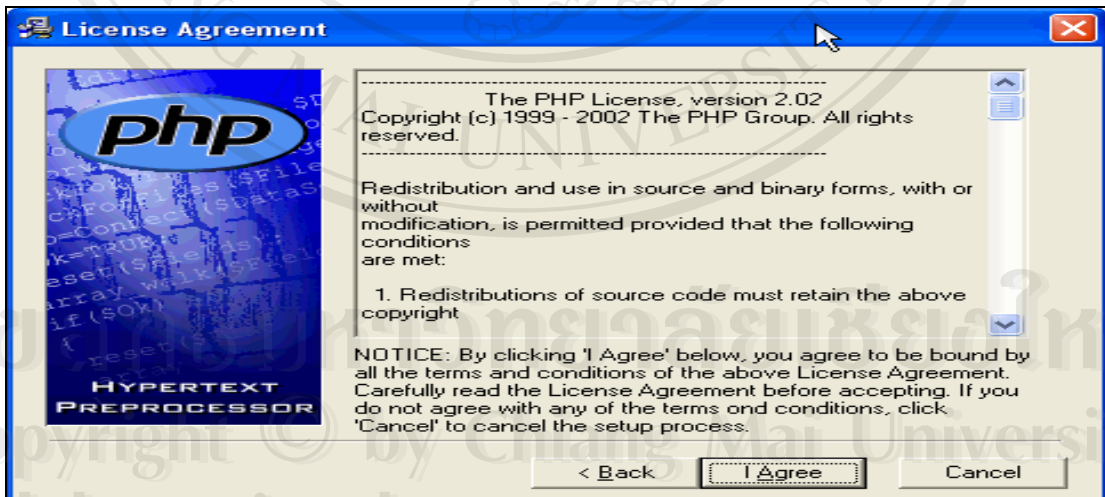 License Agreement
php
HYPERTEXT
PREPROCESSOR
The PHP License, version 2.02
Copyright (c) 1999 - 2002 The PHP Group. All rights
reserved.
Redistribution and use in source and binary forms, with or
without
modification, is permitted provided that the following
conditions
are met:
1. Redistributions of source code must retain the above
copyright
NOTICE: By clicking 'I Agree' below, you agree to be bound by
all the terms and conditions of the above License Agreement.
Carefully read the License Agreement before accepting. If you
do not agree with any of the terms ond conditions, click
'Cancel' to cancel the setup process.
< Back
I Agree
Cancel
pyright © by Chiang Mai Universi